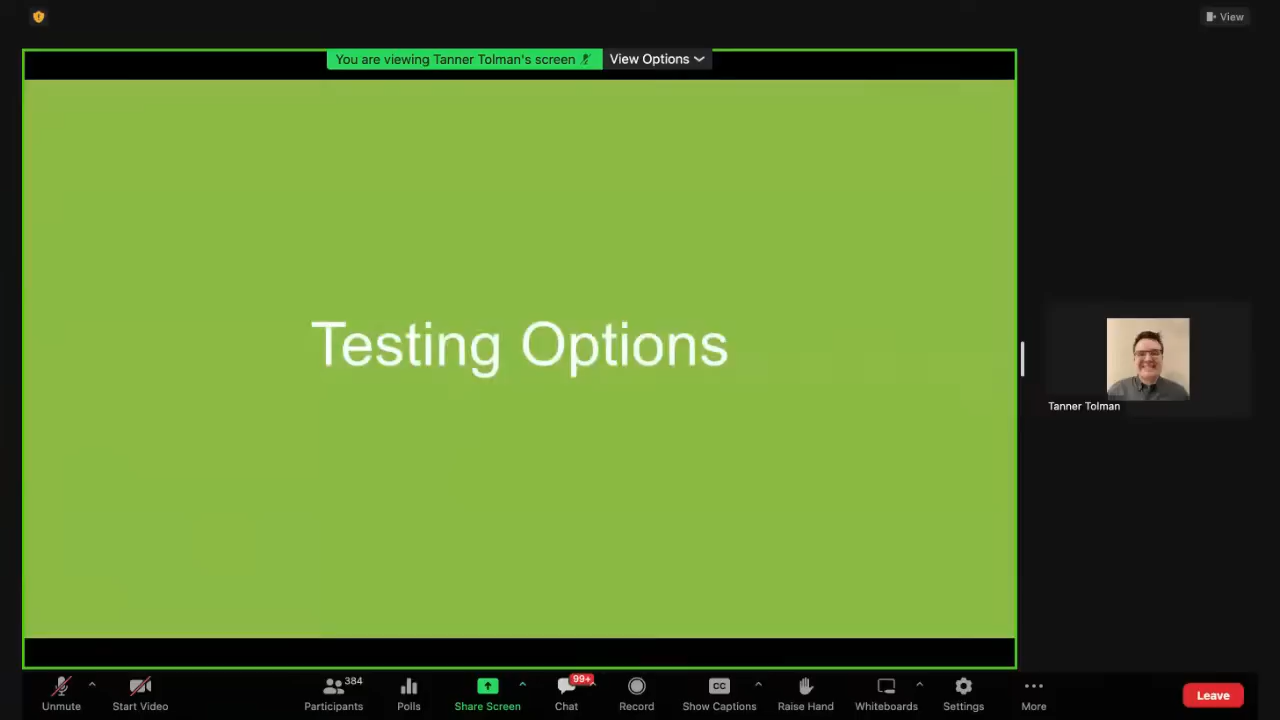 View
You are viewing Tanner Tolman's screen
View Options
Testing Options
Tanner Tolman
384
99+
CC
Unmute
Start Video
Participants
Polls
Share Screen
Chat
Record
Show Captions
Raise Hand
Whiteboards
Settings
More
Leave